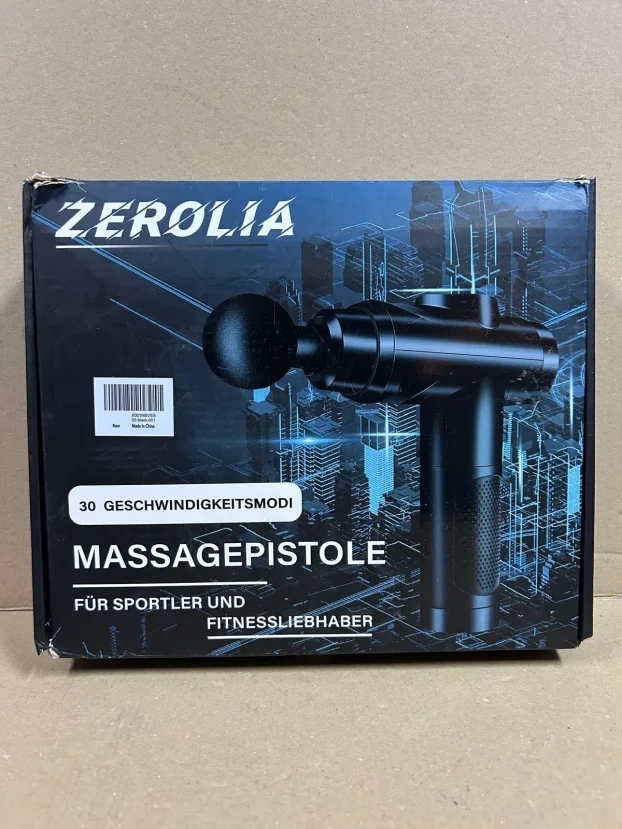 ZEROLIA
New Made in China
30 GESCHWINDIGKEITSMODI
MASSAGEPISTOLE
FÜR SPORTLER UND
FITNESSLIEBHABER